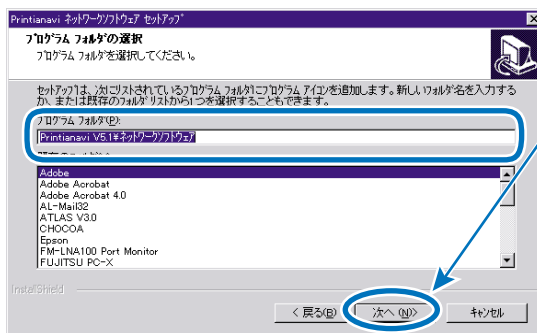 Printianavi ネットワークソフトウェア セットアップ
プログラム フォルダの選択
プログラム フォルダを選択してください。
セットアップは、次にリストされているプログラム フォルダにプログラム アイコンを追加します。新しいフォルダ名を入力する
か、または既存のフォルダ リストから1つを選択することもできます。
プログラム フォルダ(P):
Printianavi V5.1¥ネットワークソフトウェア
Adobe
Adobe Acrobat
Adobe Acrobat 4.0
AL-Mail32
ATLAS V3.0
CHOCOA
Epson
FM-LNA100 Port Monitor
FUJITSU PC-X
InstallShield
< 戻る(B) 次へ (N)> キャンセル